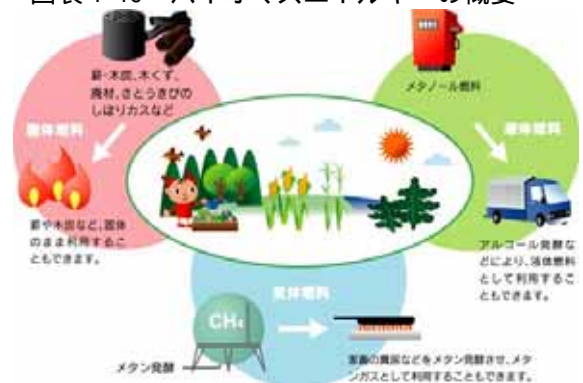 薪・木炭、木くず、
廃材、さとうきびの
しぼりカスなど
固体燃料
薪や木炭など、固体
のまま利用するこ
ともできます。
メタノール燃料
液体燃料
アルコール発酵な
どにより、液体燃料
として利用するこ
ともできます。
気体燃料
CH4
メタン発酵
家畜の糞尿などをメタン発酵させ、メタ
ンガスとして利用することもできます。